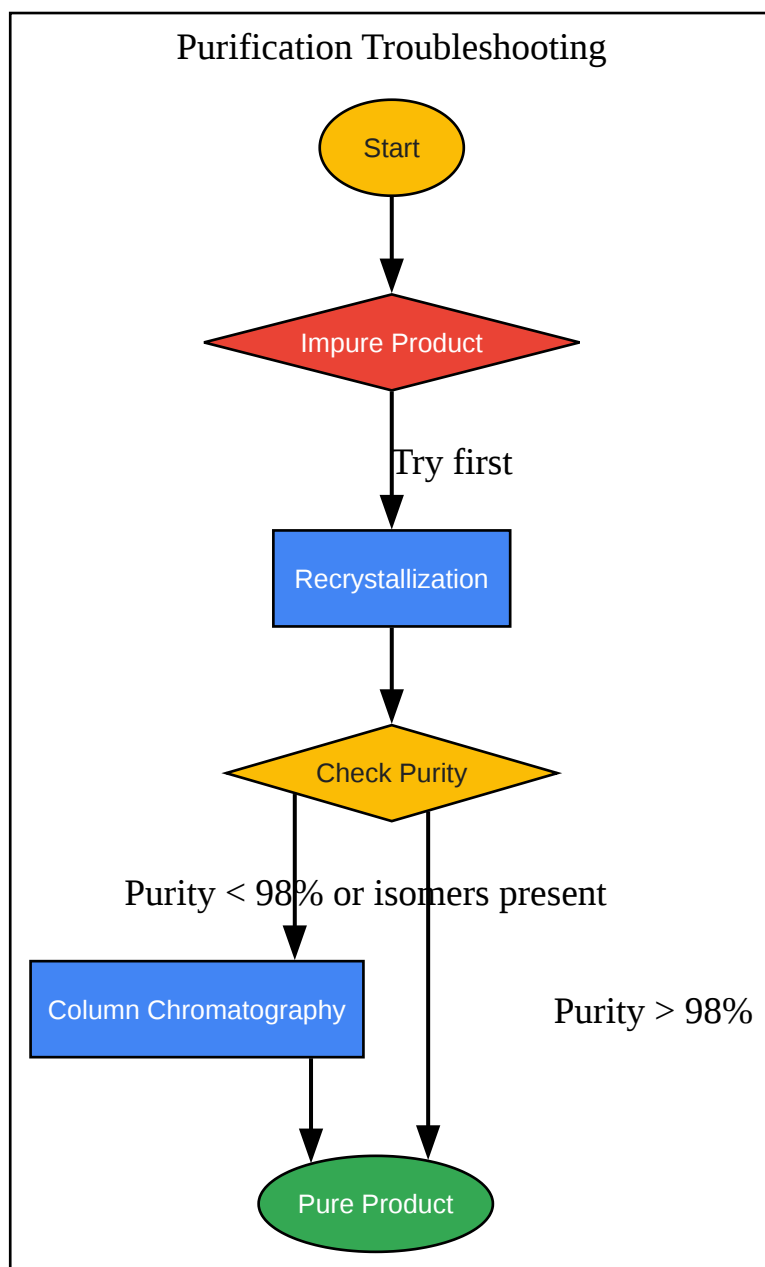 Purification Troubleshooting
Start
Impure Product
Try first
Recrystallization
Check Purity
Purity < 98% or isomers present
Column Chromatography
Purity > 98%
Pure Product